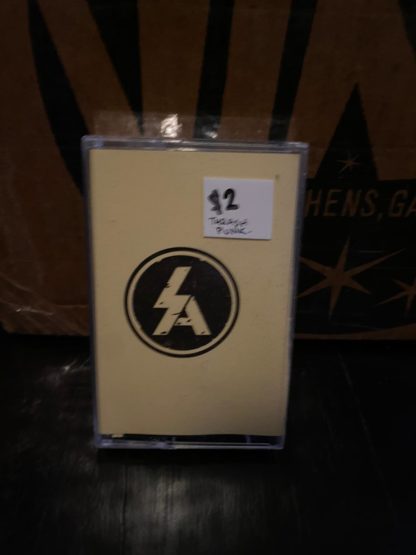 $2
THRASH
PUNK
HENS, GA